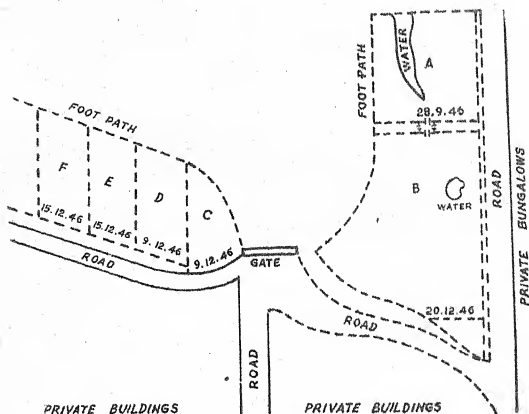 WATER
A
FOOT PATH
28.9.46
FOOT PATH
F
E
D
C
B
WATER
ROAD
PRIVATE BUNGALOWS
15.12.46
15.12.46
9.12.46
9.12.46
ROAD
GATE
20.12.46
ROAD
ROAD
PRIVATE BUILDINGS
PRIVATE BUILDINGS